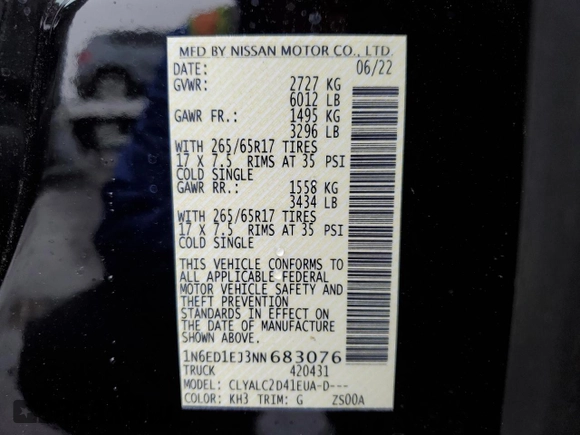 MFD BY NISSAN MOTOR CO., LTD.
DATE: 06/22
GVWR: 2727 KG
6012 LB
GAWR FR.: 1495 KG
3296 LB
WITH 265/65R17 TIRES
17 X 7.5 RIMS AT 35 PSI
COLD SINGLE
GAWR RR.: 1558 KG
3434 LB
WITH 265/65R17 TIRES
17 X 7.5 RIMS AT 35 PSI
COLD SINGLE
THIS VEHICLE CONFORMS TO
ALL APPLICABLE FEDERAL
MOTOR VEHICLE SAFETY AND
THEFT PREVENTION
STANDARDS IN EFFECT ON
THE DATE OF MANUFACTURE
SHOWN ABOVE.
1N6ED1EJ3NN683076
TRUCK 420431
MODEL: CLYALC2D41EUA-D---
COLOR: KH3 TRIM: G ZS00A